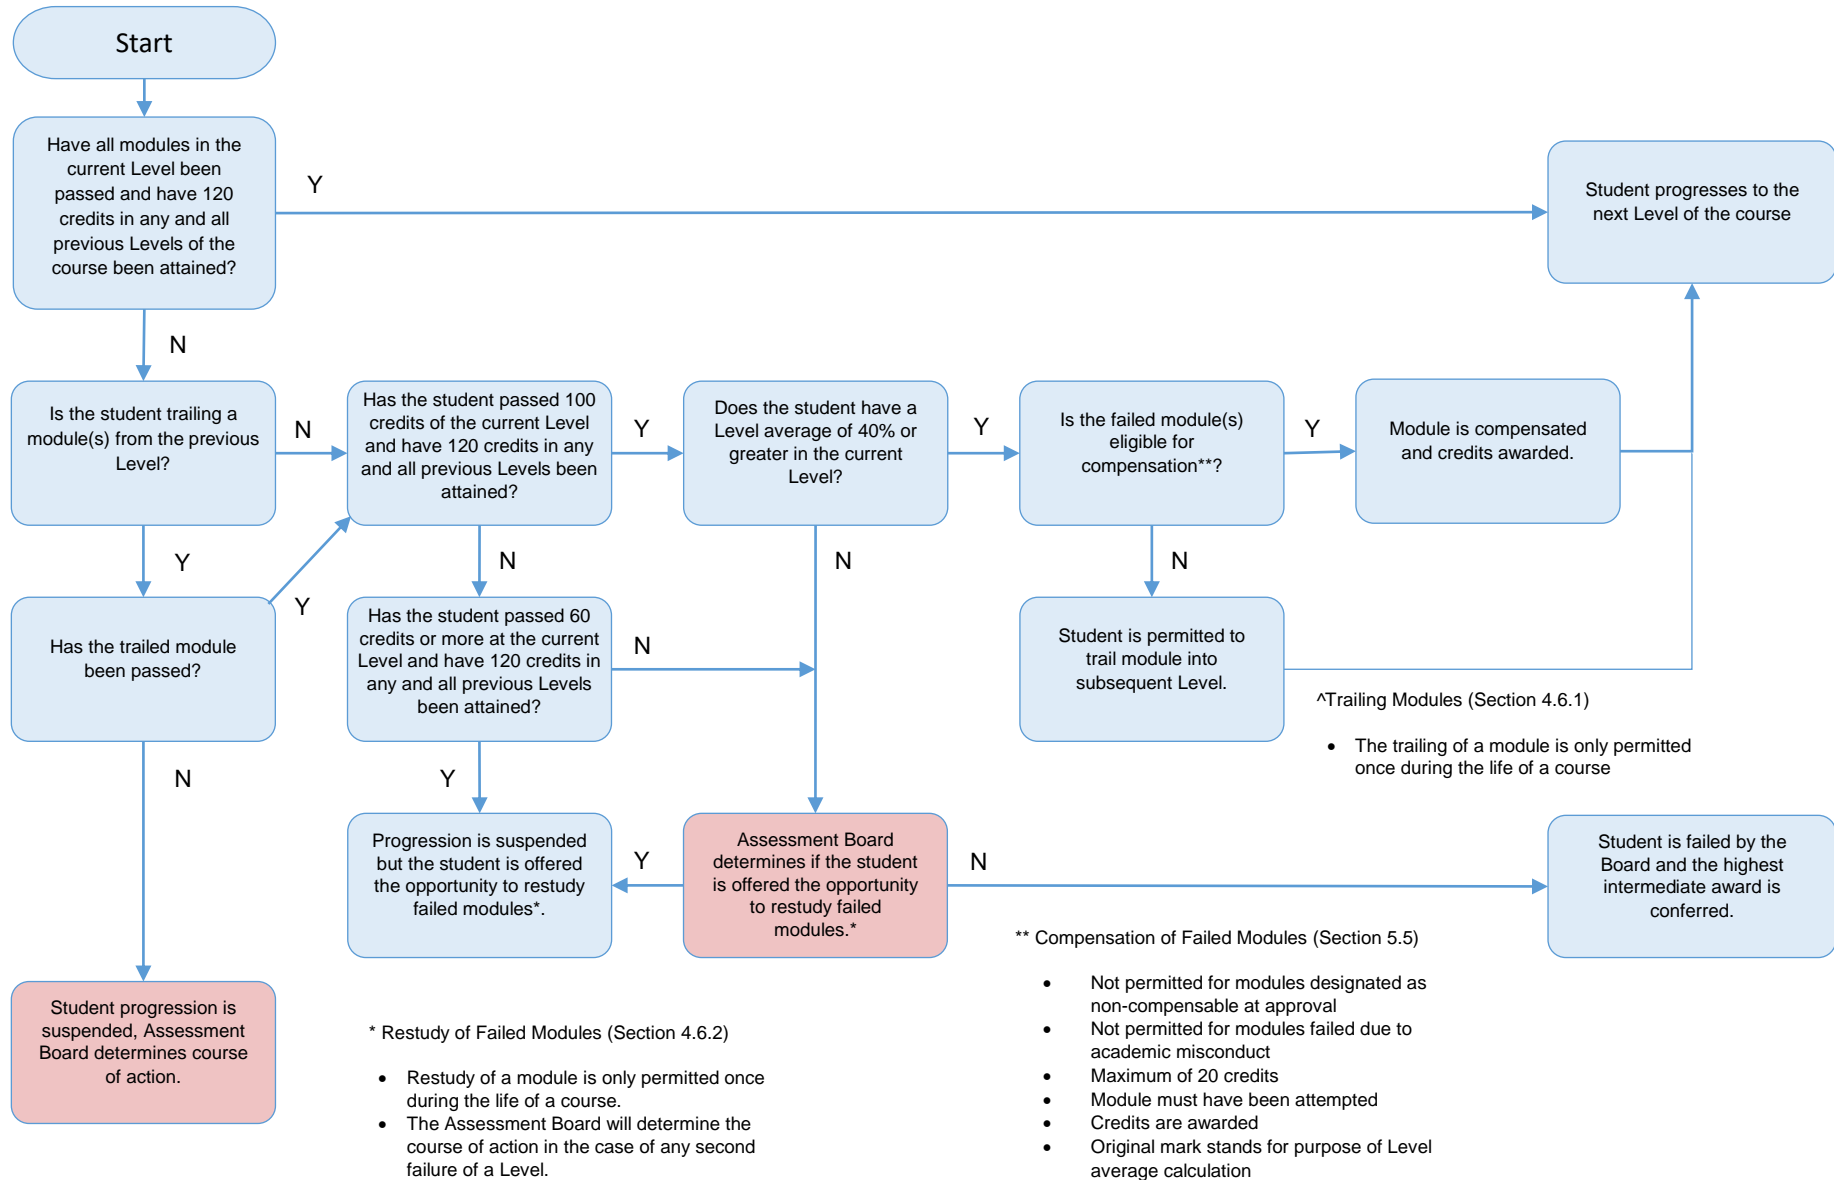 Start
Have all modules in the
current Level been
passed and have 120
credits in any and all
previous Levels of the
course been attained?
Y
Student progresses to the
next Level of the course
N
Is the student trailing a
module(s) from the previous
Level?
N
Has the student passed 100
credits of the current Level
and have 120 credits in any
and all previous Levels been
attained?
Y
Does the student have a
Level average of 40% or
greater in the current
Level?
Y
Is the failed module(s)
eligible for
compensation**?
Y
Module is compensated
and credits awarded.
Y
Y
N
N
N
Has the trailed module
been passed?
Has the student passed 60
credits or more at the current
Level and have 120 credits in
any and all previous Levels
been attained?
N
Student is permitted to
trail module into
subsequent Level.
^Trailing Modules (Section 4.6.1)
• The trailing of a module is only permitted
once during the life of a course
N
Y
Progression is suspended
but the student is offered
the opportunity to restudy
failed modules*.
Y
Assessment Board
determines if the student
is offered the opportunity
to restudy failed
modules.*
N
Student is failed by the
Board and the highest
intermediate award is
conferred.
Student progression is
suspended, Assessment
Board determines course
of action.
* Restudy of Failed Modules (Section 4.6.2)
• Restudy of a module is only permitted once
during the life of a course.
• The Assessment Board will determine the
course of action in the case of any second
failure of a Level.
** Compensation of Failed Modules (Section 5.5)
• Not permitted for modules designated as
non-compensable at approval
• Not permitted for modules failed due to
academic misconduct
• Maximum of 20 credits
• Module must have been attempted
• Credits are awarded
• Original mark stands for purpose of Level
average calculation